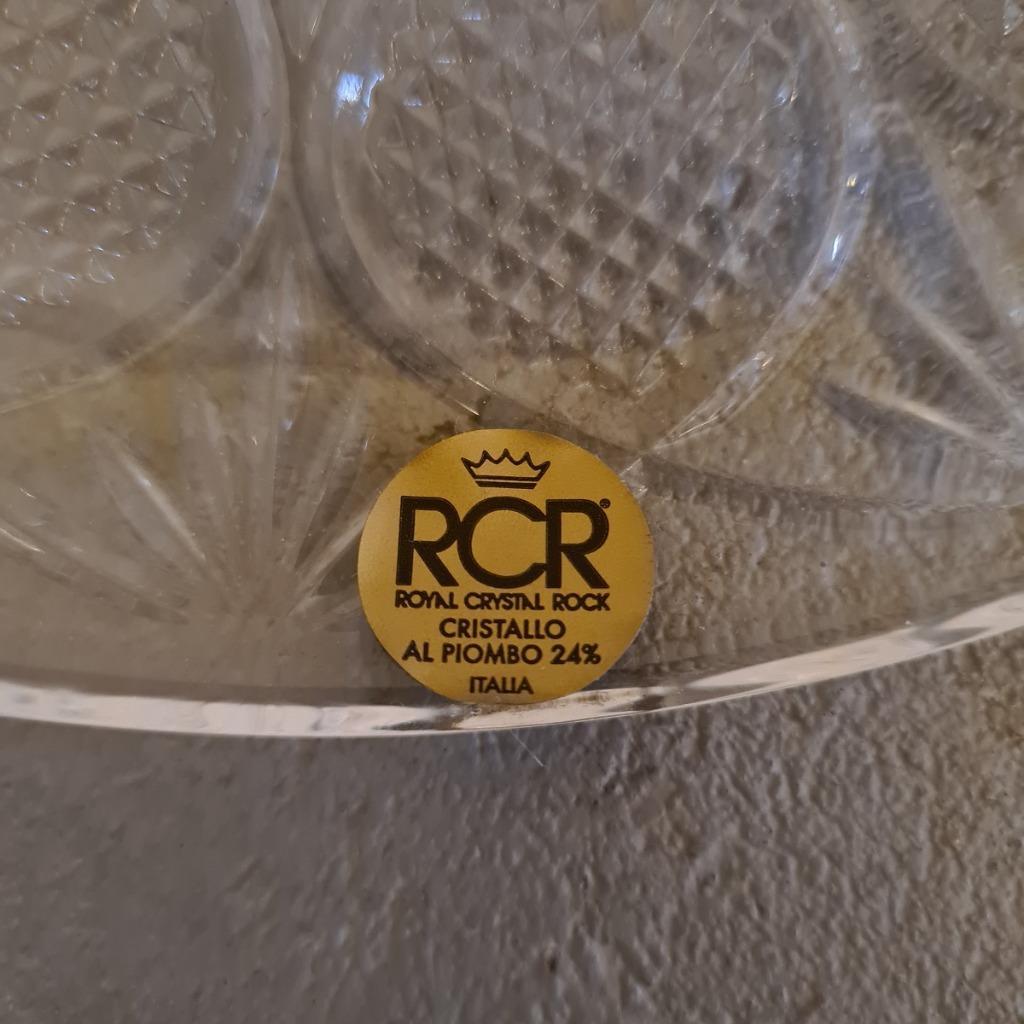 RCR®
ROYAL CRYSTAL ROCK
CRISTALLO
AL PIOMBO 24%
ITALIA